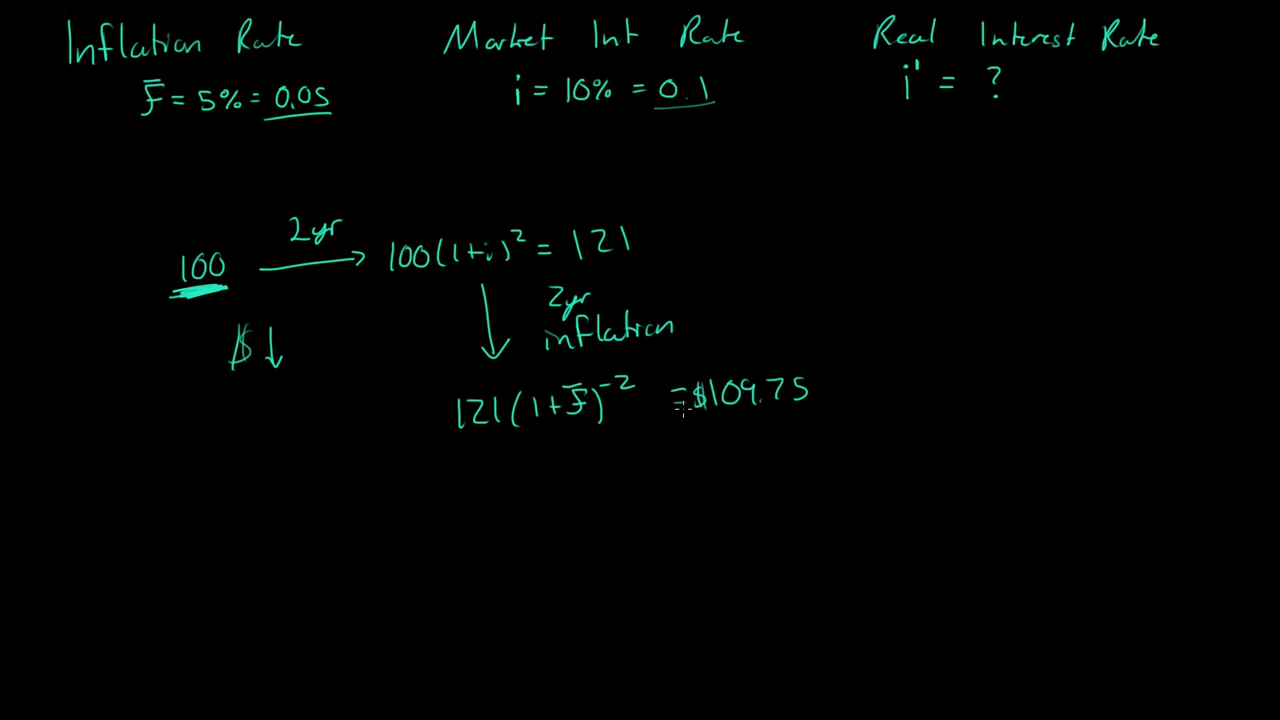 Inflation Rate Market Int Rate Real Interest Rate
f̄ = 5% = 0.05 i = 10% = 0.1 i' = ?
2yr
100 100(1+i)² = 121
2yr
$↓ inflation
121(1+f̄)⁻² = $109.75